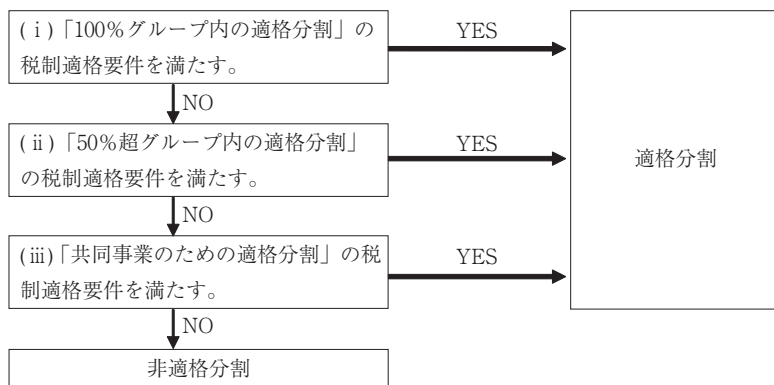 (ⅰ)「100%グループ内の適格分割」の
税制適格要件を満たす。
YES
NO
(ⅱ)「50%超グループ内の適格分割」
の税制適格要件を満たす。
YES
適格分割
NO
(ⅲ)「共同事業のための適格分割」の税
制適格要件を満たす。
YES
NO
非適格分割